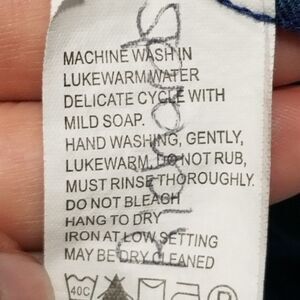 MACHINE WASH IN
LUKEWARM WATER
DELICATE CYCLE WITH
MILD SOAP.
HAND WASHING, GENTLY,
LUKEWARM, DO NOT RUB,
MUST RINSE THOROUGHLY.
DO NOT BLEACH
HANG TO DRY
IRON AT LOW SETTING
MAY BE DRY CLEANED
40C
P